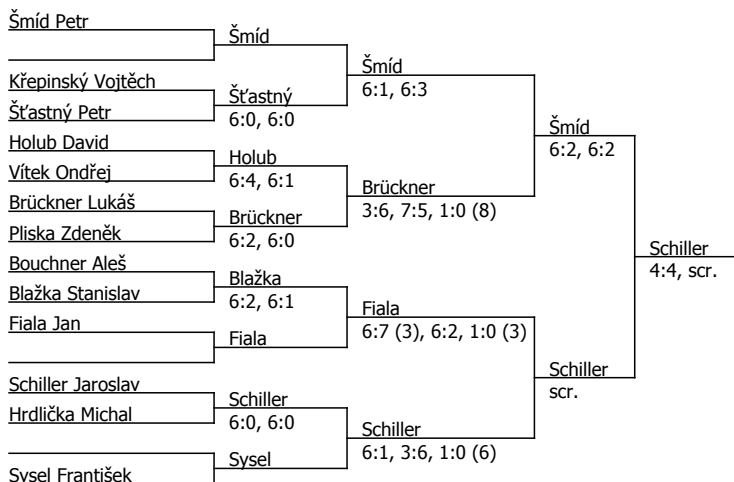 Šmíd Petr
Křepinský Vojtěch
Šťastný Petr
Holub David
Vítek Ondřej
Brückner Lukáš
Pliska Zdeněk
Bouchner Aleš
Blažka Stanislav
Fiala Jan
Schiller Jaroslav
Hrdlička Michal
Sysel František
Šmíd
Šťastný
6:0, 6:0
Holub
6:4, 6:1
Brückner
6:2, 6:0
Blažka
6:2, 6:1
Fiala
Schiller
6:0, 6:0
Sysel
Šmíd
6:1, 6:3
Brückner
3:6, 7:5, 1:0 (8)
Fiala
6:7 (3), 6:2, 1:0 (3)
Schiller
6:1, 3:6, 1:0 (6)
Šmíd
6:2, 6:2
Schiller
scr.
Schiller
4:4, scr.